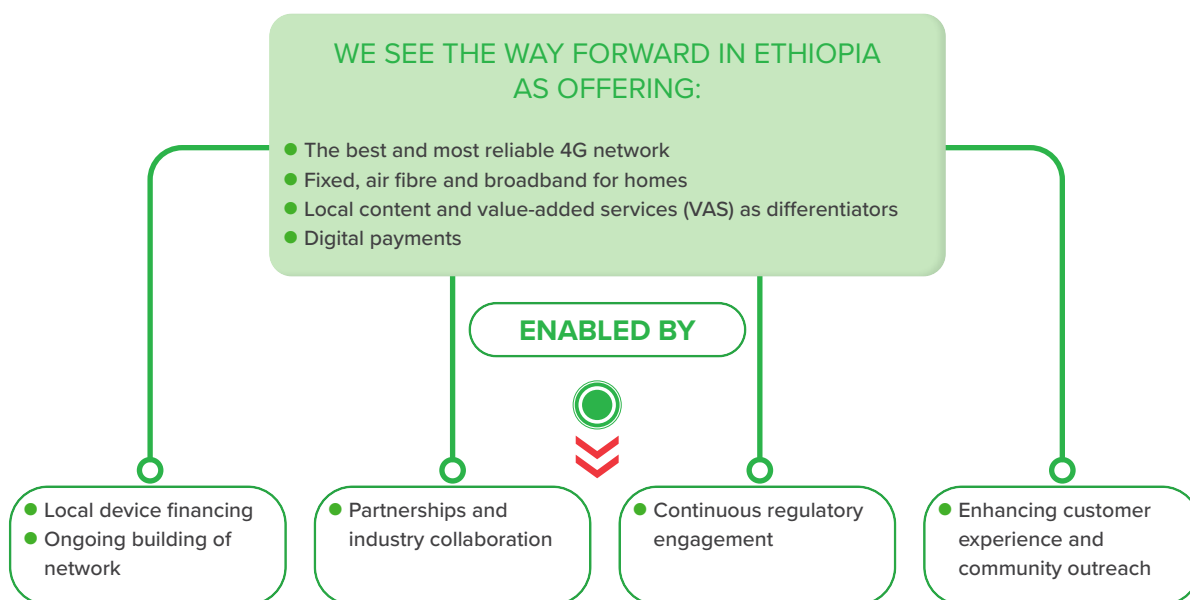 WE SEE THE WAY FORWARD IN ETHIOPIA
AS OFFERING:
The best and most reliable 4G network
Fixed, air fibre and broadband for homes
Local content and value-added services (VAS) as differentiators
Digital payments
ENABLED BY
Local device financing
Ongoing building of
network
Partnerships and
industry collaboration
Continuous regulatory
engagement
Enhancing customer
experience and
community outreach